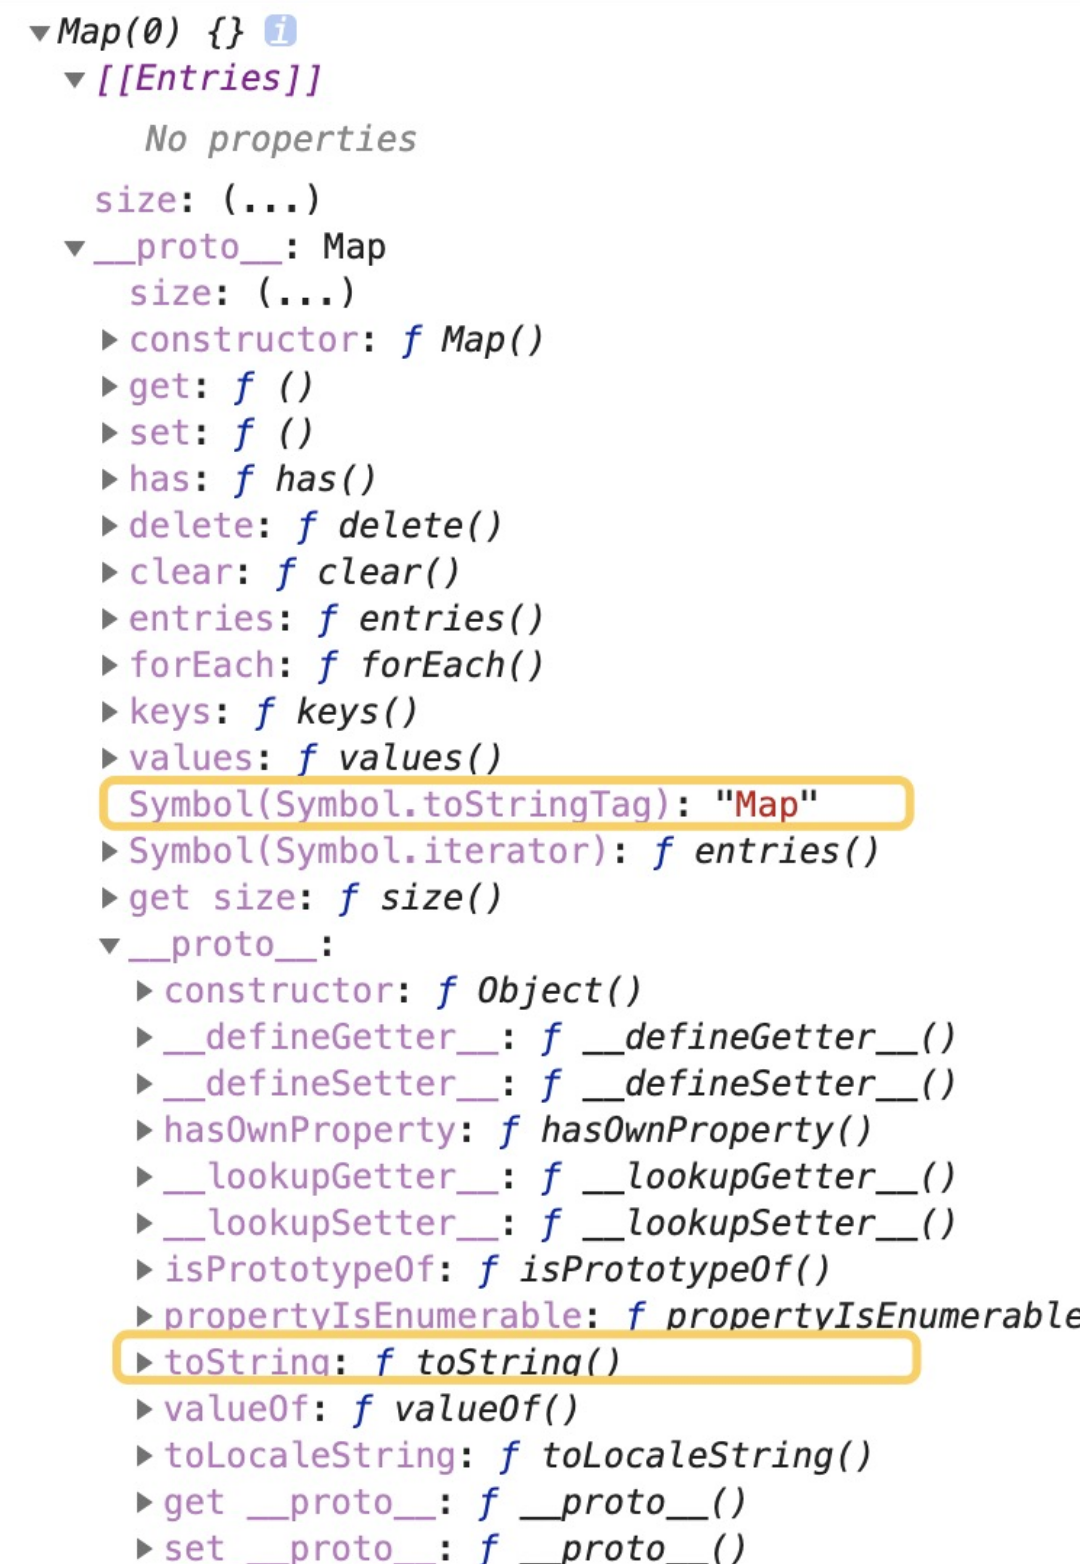 Map(0) {} i
[[Entries]]
No properties
size: (...)
__proto__: Map
size: (...)
constructor: ƒ Map()
get: ƒ ()
set: ƒ ()
has: ƒ has()
delete: ƒ delete()
clear: ƒ clear()
entries: ƒ entries()
forEach: ƒ forEach()
keys: ƒ keys()
values: ƒ values()
Symbol(Symbol.toStringTag): "Map"
Symbol(Symbol.iterator): ƒ entries()
get size: ƒ size()
__proto__:
constructor: ƒ Object()
__defineGetter__: ƒ __defineGetter__()
__defineSetter__: ƒ __defineSetter__()
hasOwnProperty: ƒ hasOwnProperty()
__lookupGetter__: ƒ __lookupGetter__()
__lookupSetter__: ƒ __lookupSetter__()
isPrototypeOf: ƒ isPrototypeOf()
propertyIsEnumerable: ƒ propertyIsEnumerable
toString: ƒ toString()
valueOf: ƒ valueOf()
toLocaleString: ƒ toLocaleString()
get __proto__: ƒ __proto__()
set __proto__: ƒ __proto__()